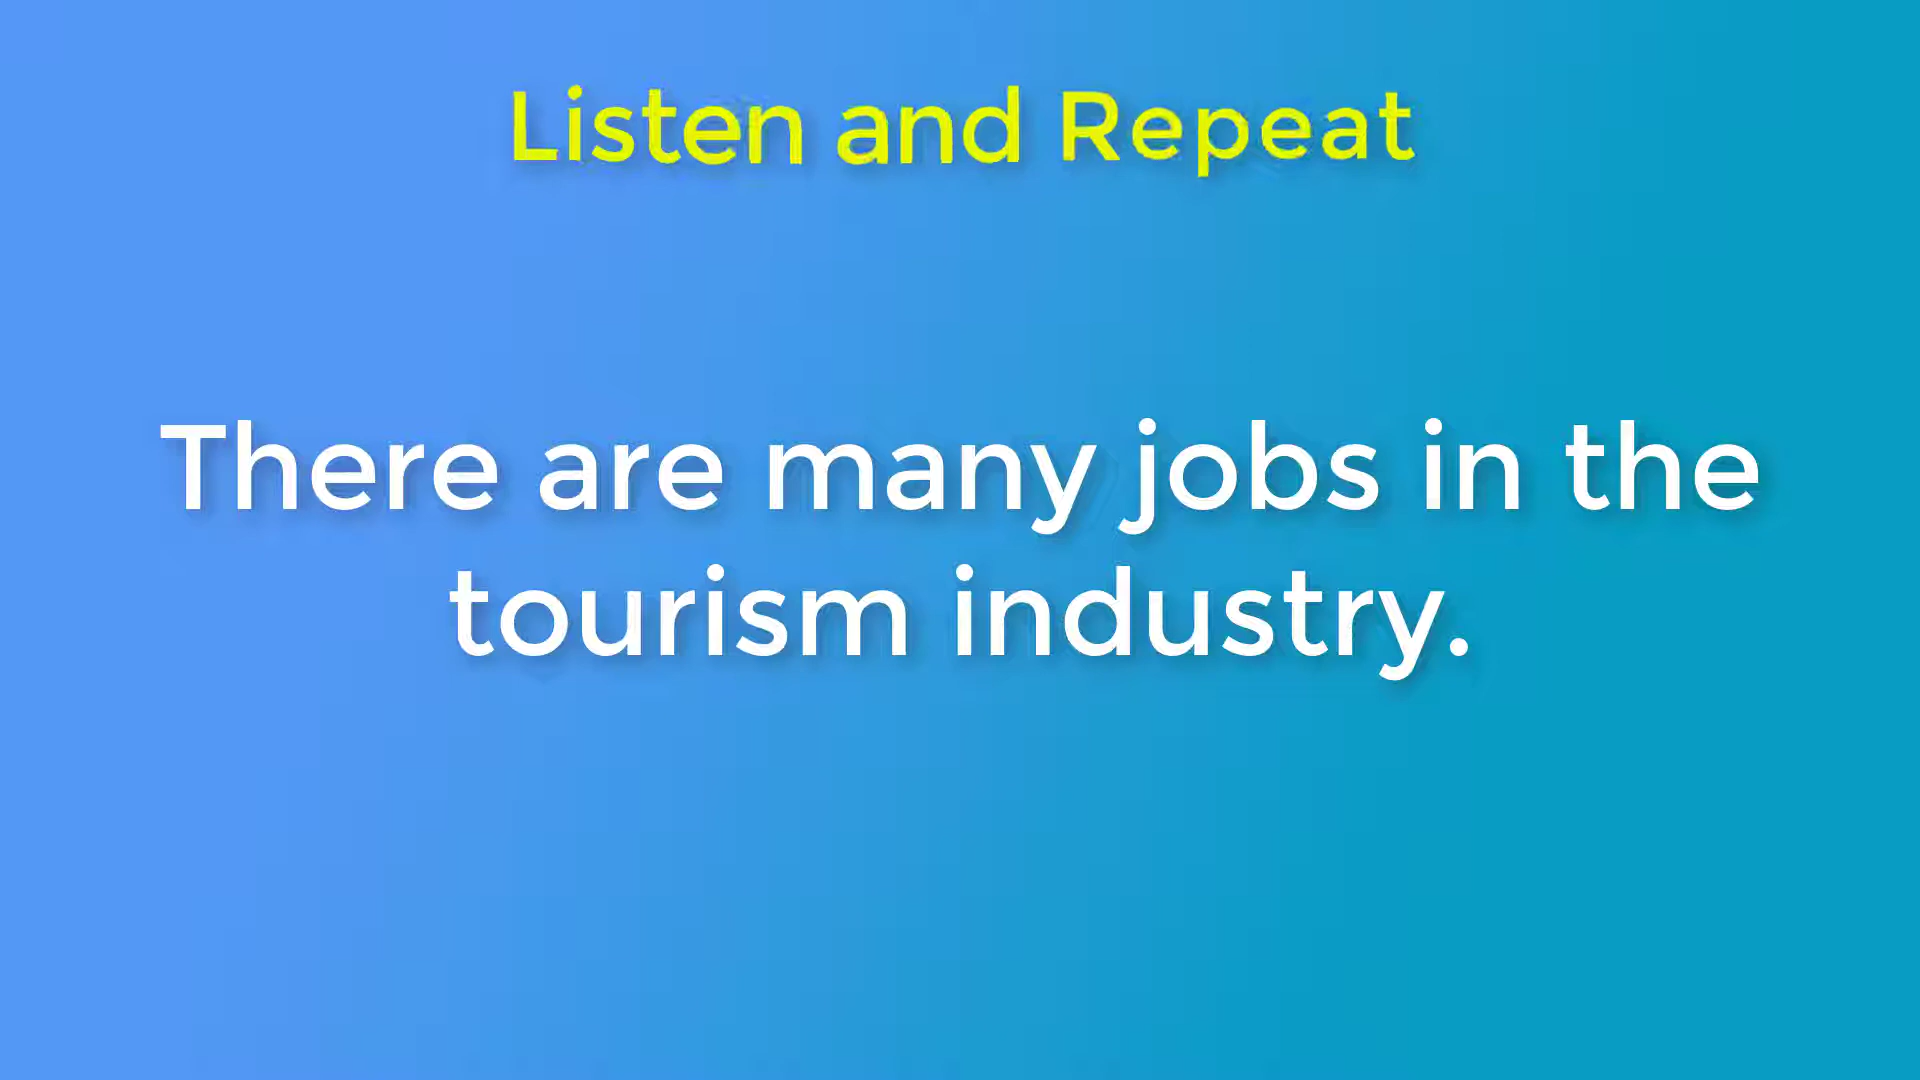 Listen and Repeat
There are many jobs in the
tourism industry.